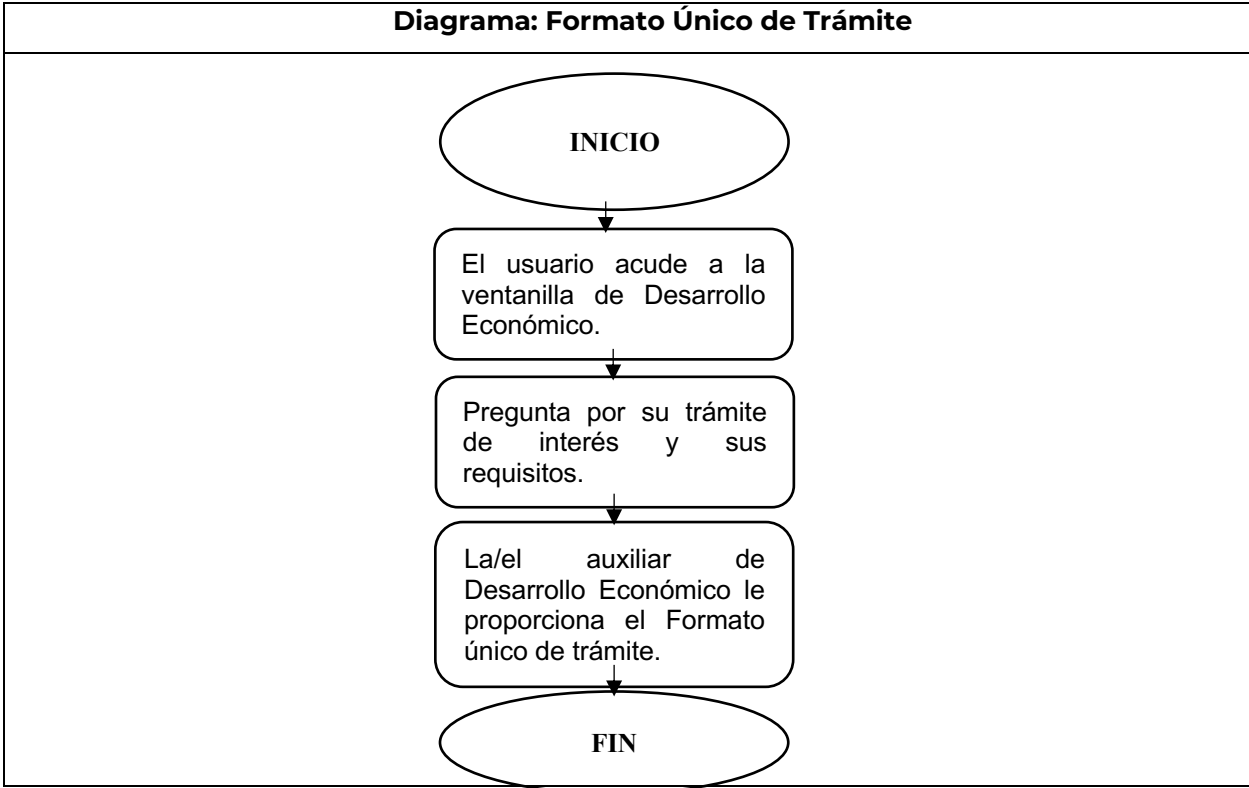 Diagrama: Formato Único de Trámite
INICIO
El usuario acude a la
ventanilla de Desarrollo
Económico.
Pregunta por su trámite
de interés y sus
requisitos.
La/el auxiliar de
Desarrollo Económico le
proporciona el Formato
único de trámite.
FIN